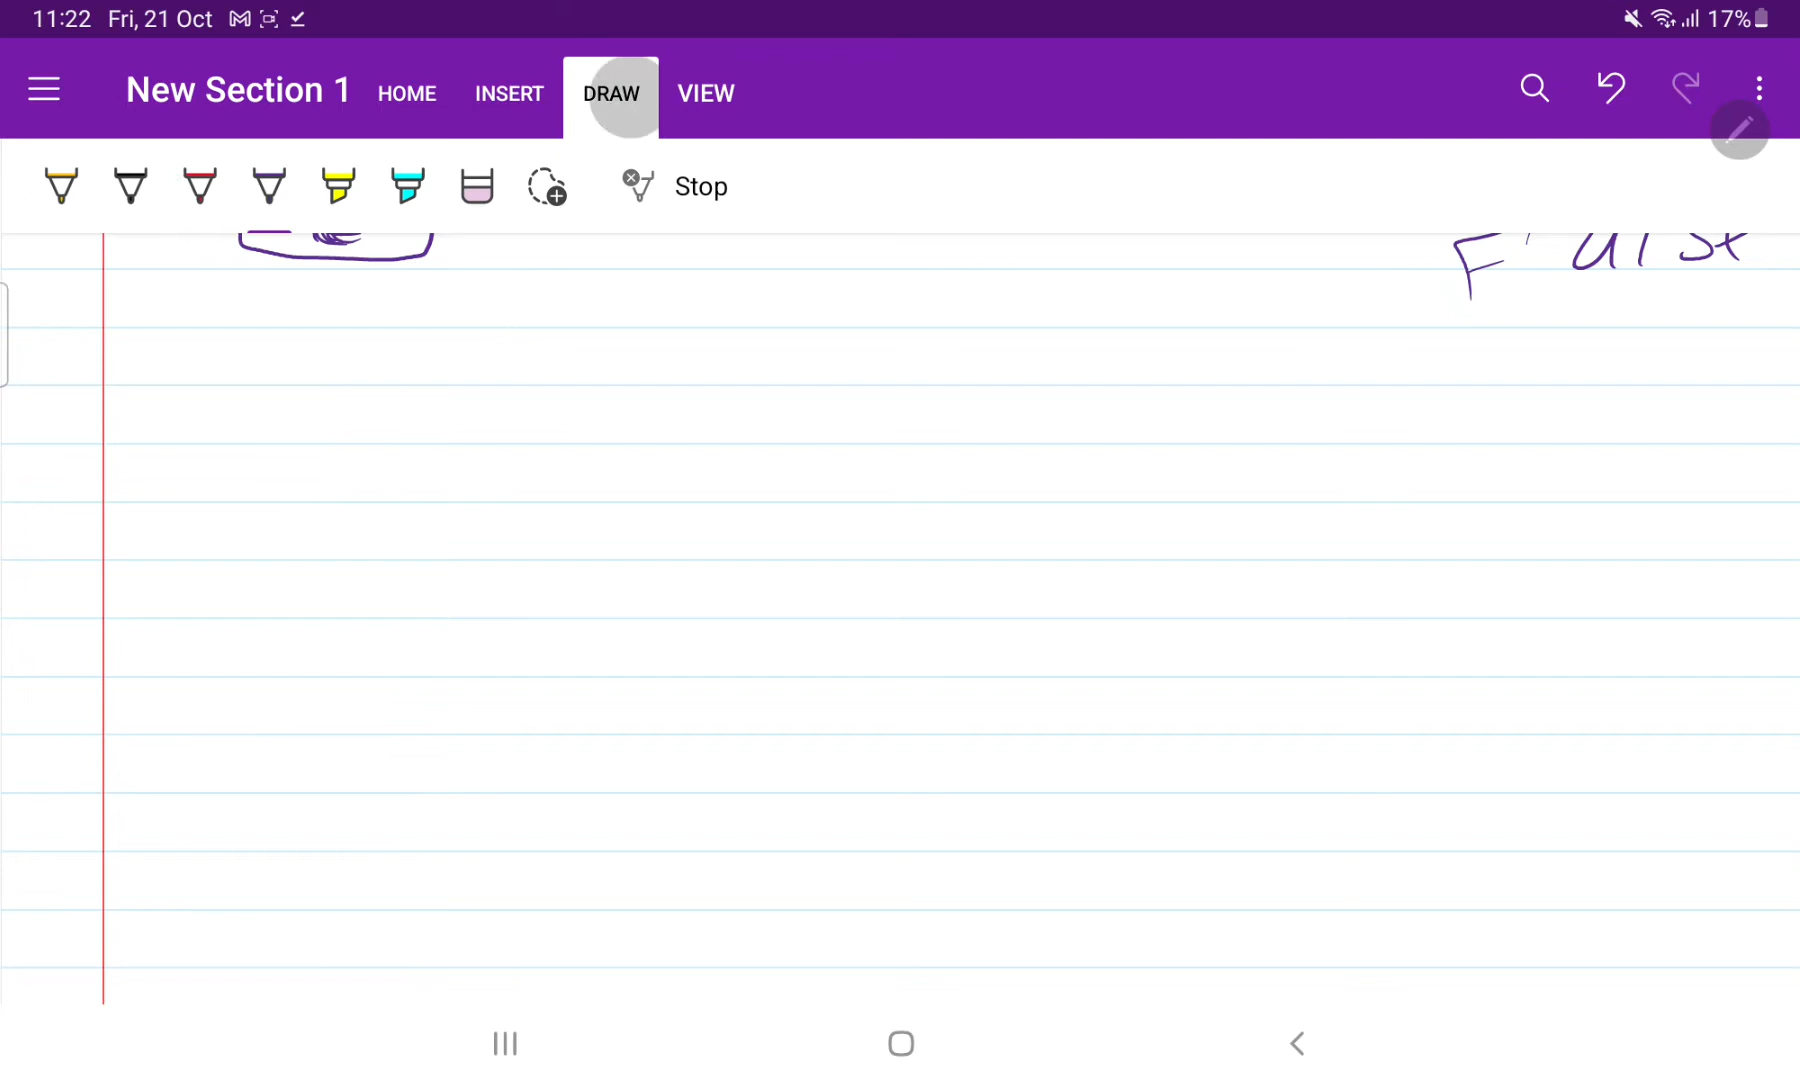 11:22 Fri, 21 Oct 17%
New Section 1 HOME INSERT DRAW VIEW
Stop